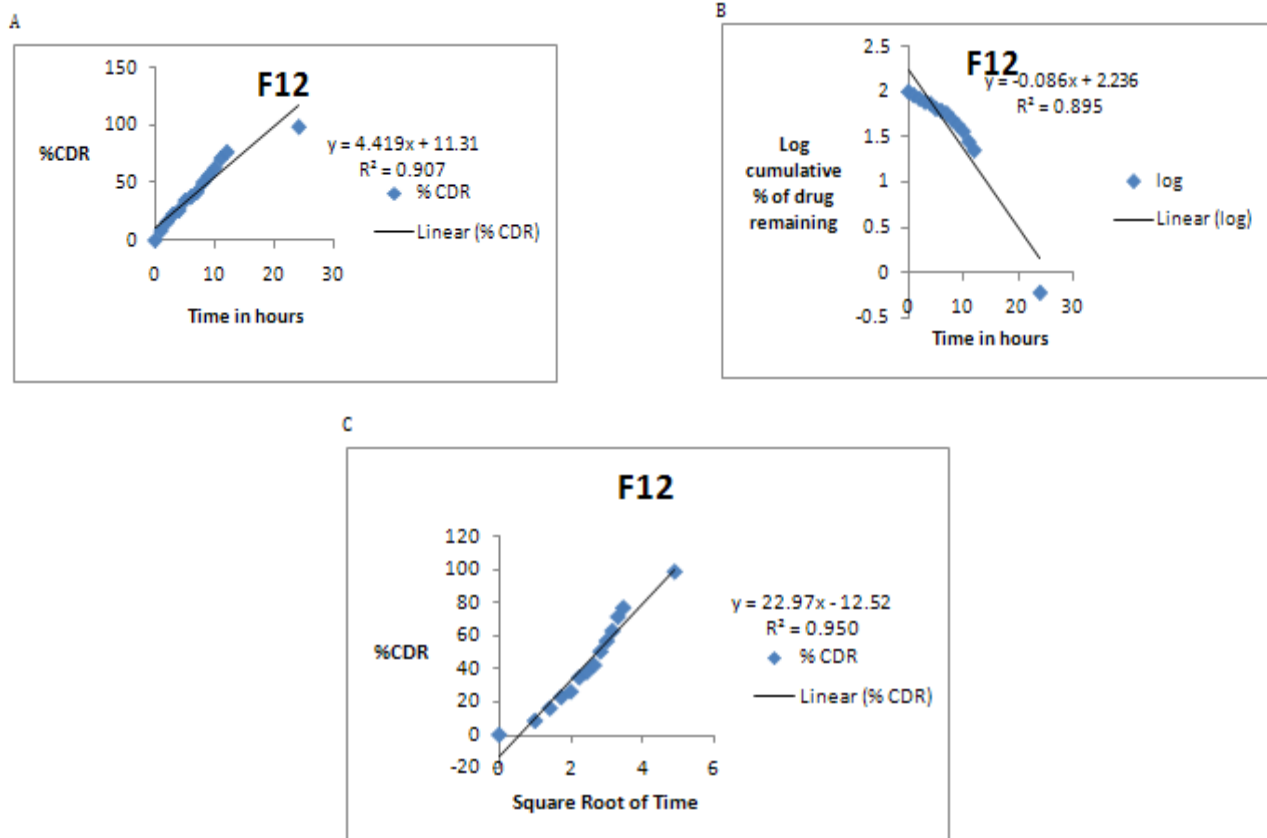 A
150
100
50
0
%CDR
F12
y = 4.419x + 11.31
R² = 0.907
% CDR
Linear (% CDR)
0 10 20 30
Time in hours
B
2.5
2
1.5
1
0.5
0
-0.5
Log
cumulative
% of drug
remaining
F12
y = -0.086x + 2.236
R² = 0.895
log
Linear (log)
0 10 20 30
Time in hours
C
F12
120
100
80
60
40
20
0
-20
%CDR
y = 22.97x - 12.52
R² = 0.950
% CDR
Linear (% CDR)
0 2 4 6
Square Root of Time